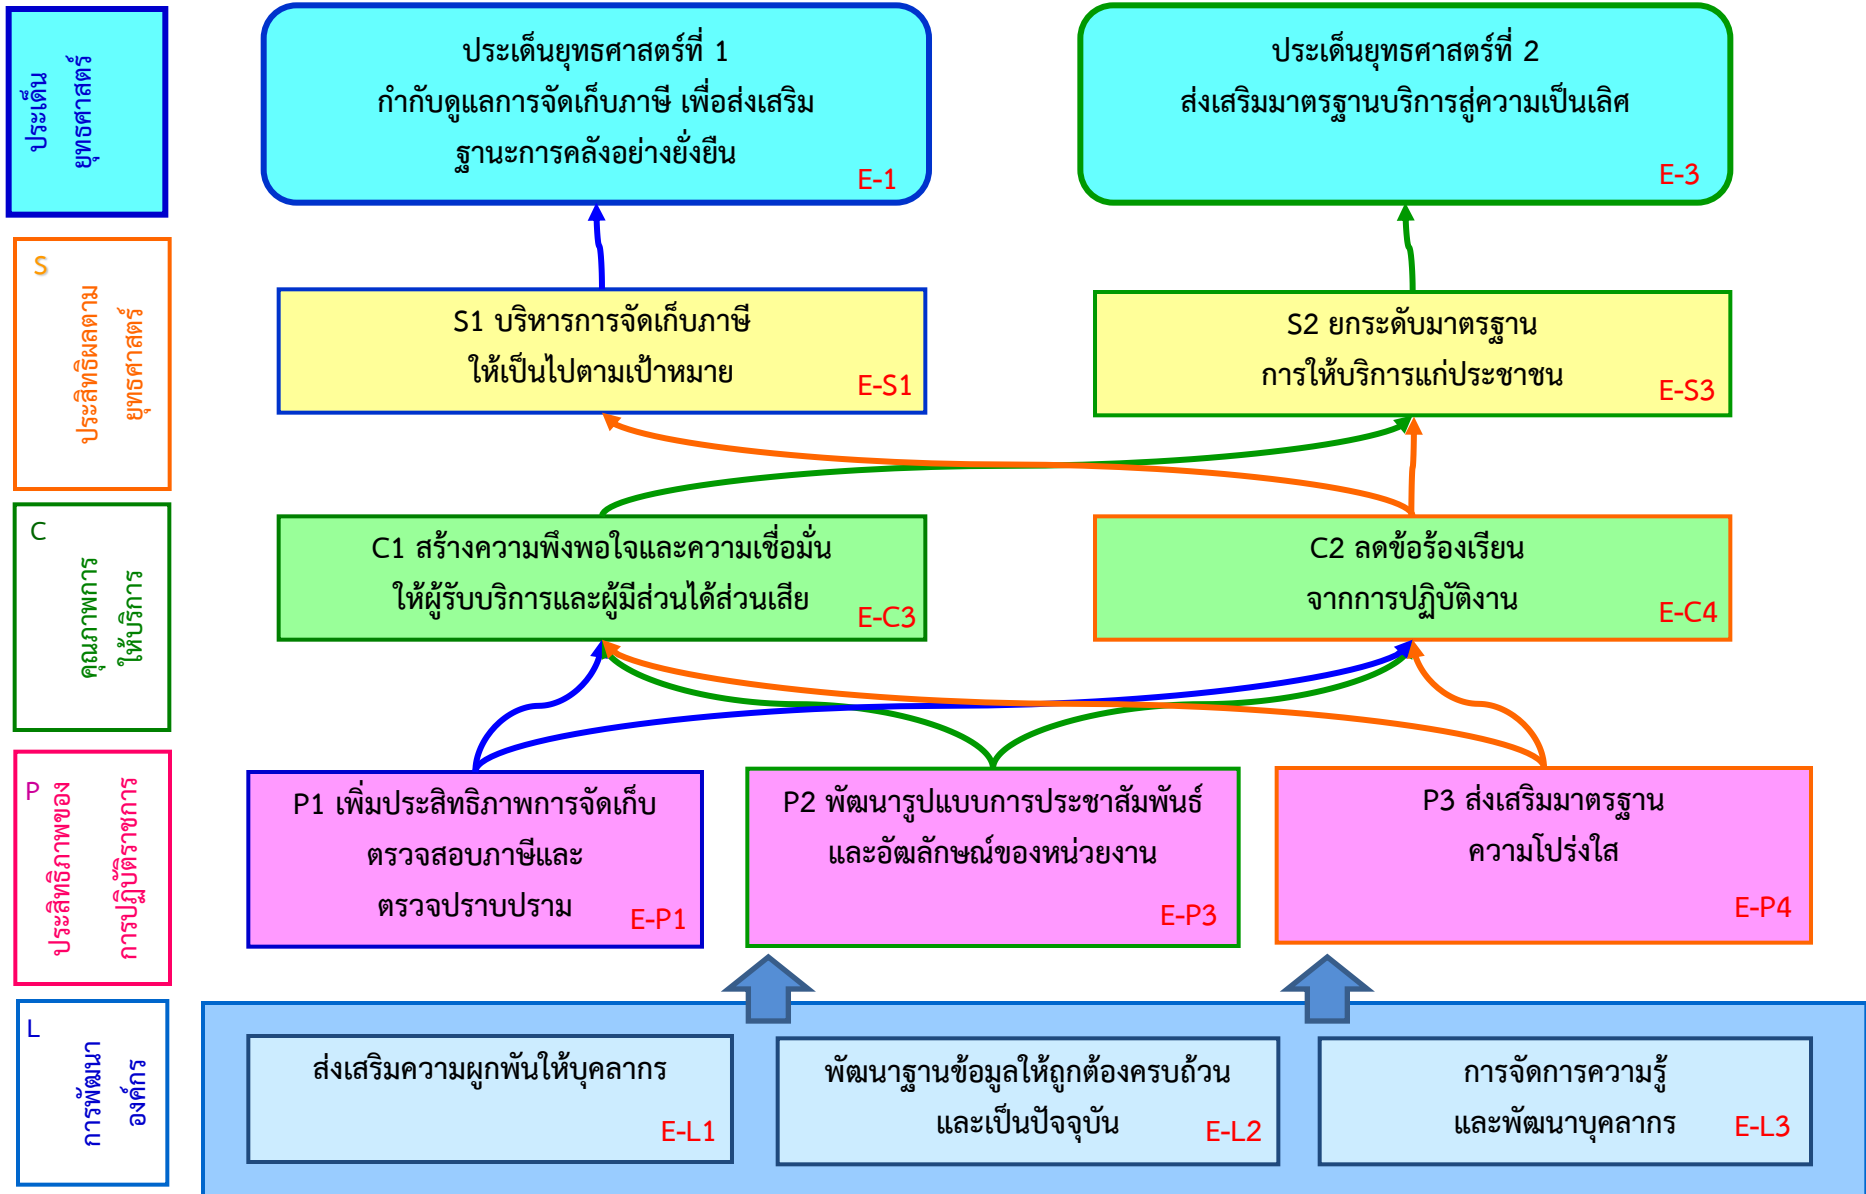 ประเด็น
ยุทธศาสตร์
ประเด็นยุทธศาสตร์ที่ 1
กำกับดูแลการจัดเก็บภาษี เพื่อส่งเสริม
ฐานะการคลังอย่างยั่งยืน
E-1
ประเด็นยุทธศาสตร์ที่ 2
ส่งเสริมมาตรฐานบริการสู่ความเป็นเลิศ
E-3
S
ประสิทธิผลตาม
ยุทธศาสตร์
S1 บริหารการจัดเก็บภาษี
ให้เป็นไปตามเป้าหมาย
E-S1
S2 ยกระดับมาตรฐาน
การให้บริการแก่ประชาชน
E-S3
C
คุณภาพการ
ให้บริการ
C1 สร้างความพึงพอใจและความเชื่อมั่น
ให้ผู้รับบริการและผู้มีส่วนได้ส่วนเสีย
E-C3
C2 ลดข้อร้องเรียน
จากการปฏิบัติงาน
E-C4
P
ประสิทธิภาพของ
การปฏิบัติราชการ
P1 เพิ่มประสิทธิภาพการจัดเก็บ
ตรวจสอบภาษีและ
ตรวจปราบปราม
E-P1
P2 พัฒนารูปแบบการประชาสัมพันธ์
และอัฒลักษณ์ของหน่วยงาน
E-P3
P3 ส่งเสริมมาตรฐาน
ความโปร่งใส
E-P4
L
การพัฒนา
องค์กร
ส่งเสริมความผูกพันให้บุคลากร
E-L1
พัฒนาฐานข้อมูลให้ถูกต้องครบถ้วน
และเป็นปัจจุบัน
E-L2
การจัดการความรู้
และพัฒนาบุคลากร
E-L3